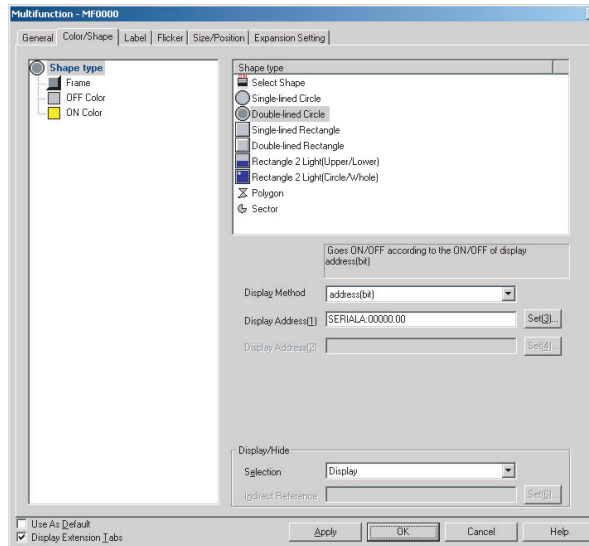 Multifunction - MF0000
General Color/Shape Label Flicker Size/Position Expansion Setting
Shape type
Frame
OFF Color
ON Color
Shape type
Select Shape
Single-lined Circle
Double-lined Circle
Single-lined Rectangle
Double-lined Rectangle
Rectangle 2 Light(Upper/Lower)
Rectangle 2 Light(Circle/Whole)
Polygon
Sector
Goes ON/OFF according to the ON/OFF of display
address(bit)
Display Method address(bit)
Display Address(1) SERIALA:00000.00 Set(3)...
Display Address(2) Set(4)...
Display/Hide
Selection Display
Indirect Reference Set(6)...
Use As Default
Display Extension Tabs
Apply OK Cancel Help